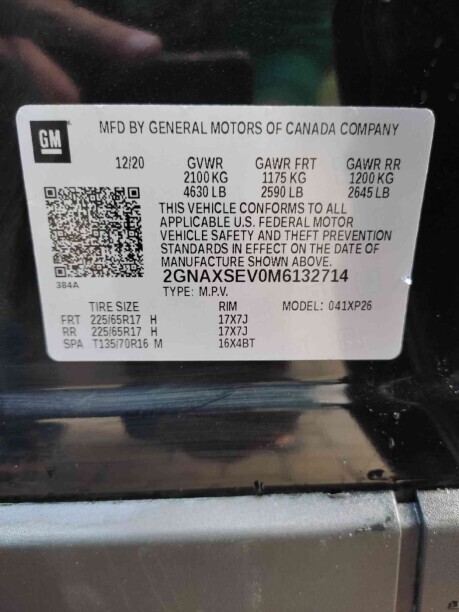 GM
MFD BY GENERAL MOTORS OF CANADA COMPANY
12/20 GVWR GAWR FRT GAWR RR
2100 KG 1175 KG 1200 KG
4630 LB 2590 LB 2645 LB
THIS VEHICLE CONFORMS TO ALL
APPLICABLE U.S. FEDERAL MOTOR
VEHICLE SAFETY AND THEFT PREVENTION
STANDARDS IN EFFECT ON THE DATE OF
MANUFACTURE SHOWN ABOVE.
384A 2GNAXSEV0M6132714
TYPE: M.P.V. MODEL: 041XP26
TIRE SIZE RIM
FRT 225/65R17 H 17X7J
RR 225/65R17 H 17X7J
SPA T135/70R16 M 16X4BT